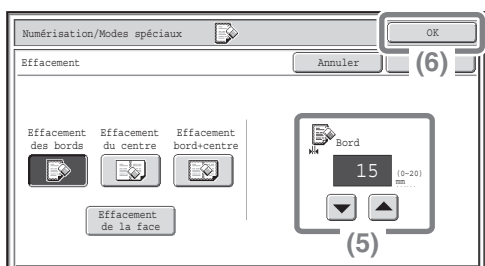 Numérisation/Modes spéciaux
OK
Effacement
Annuler
(6)
Effacement
des bords
Effacement
du centre
Effacement
bord+centre
Effacement
de la face
Bord
15
(0-20)
mm
(5)